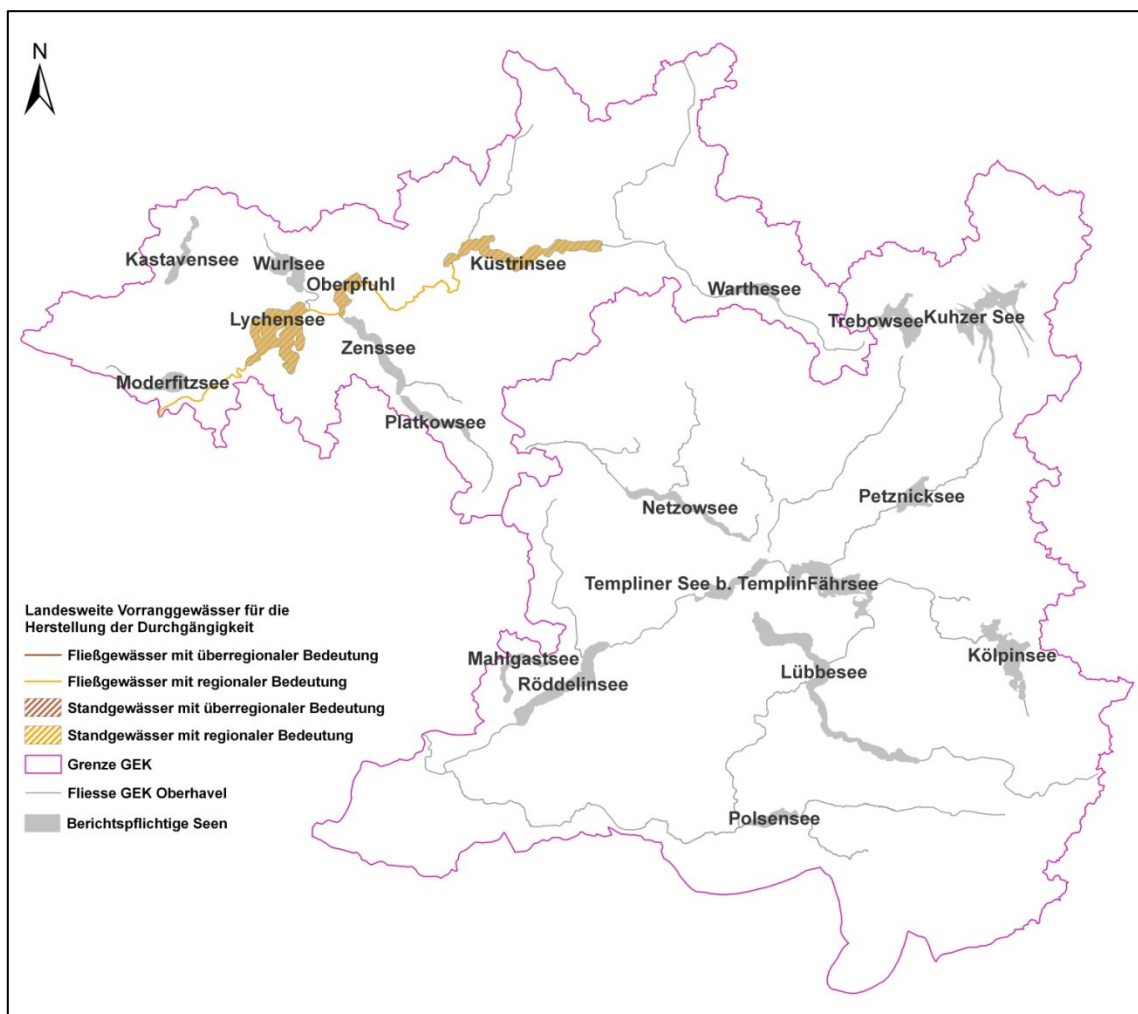 N
Kastavensee
Wurlsee
Küstrinsee
Oberpfuhl
Warthesee
Lychensee
Trebowsee
Kuhzer See
Zenssee
Moderfitzsee
Platkowsee
Netzowsee
Petznicksee
Templiner See b. Templin
Fährsee
Mahlgastsee
Röddelinsee
Lübbesee
Kölpinsee
Polsensee
Landesweite Vorranggewässer für die
Herstellung der Durchgängigkeit
Fließgewässer mit überregionaler Bedeutung
Fließgewässer mit regionaler Bedeutung
Standgewässer mit überregionaler Bedeutung
Standgewässer mit regionaler Bedeutung
Grenze GEK
Fliesse GEK Oberhavel
Berichtspflichtige Seen